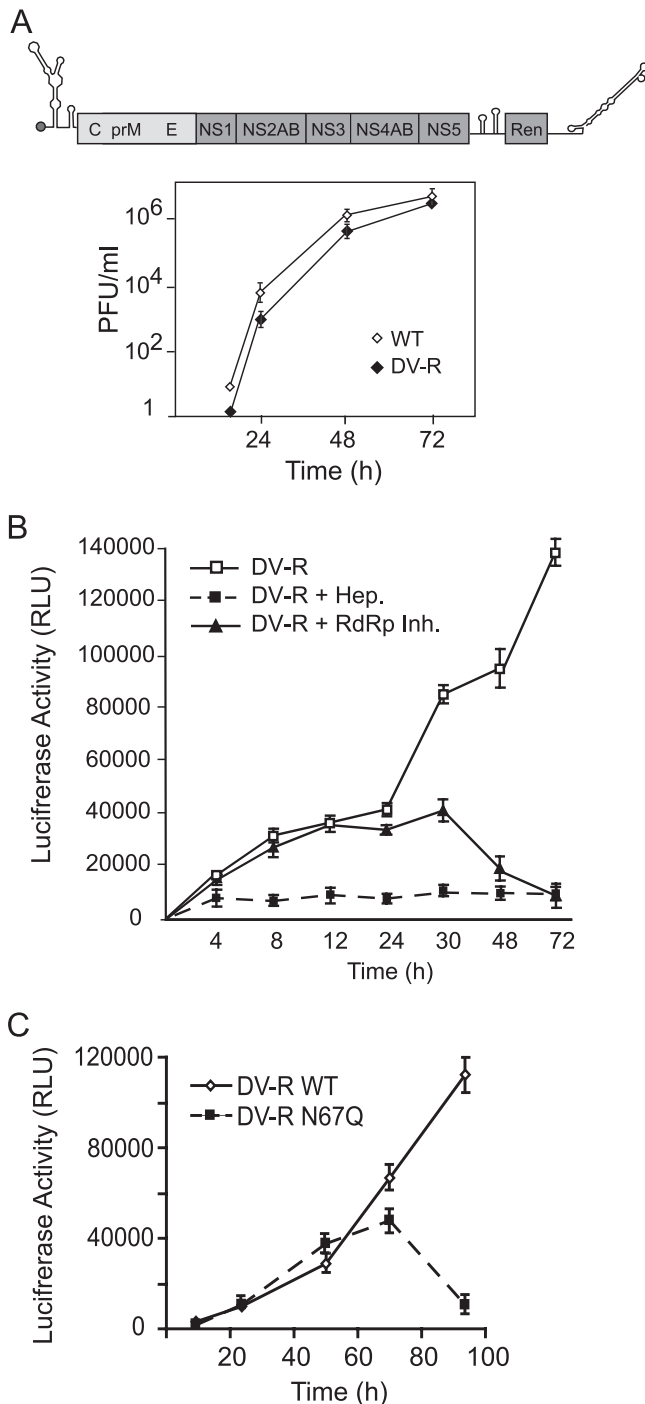 A
C prM E NS1 NS2AB NS3 NS4AB NS5 Ren
PFU/ml
10^6
10^4
10^2
1
WT
DV-R
24 48 72
Time (h)
B
Lucifrerase Activity (RLU)
140000
120000
100000
80000
60000
40000
20000
0
DV-R
DV-R + Hep.
DV-R + RdRp Inh.
4 8 12 24 30 48 72
Time (h)
C
Lucifrerase Activity (RLU)
120000
80000
40000
0
DV-R WT
DV-R N67Q
20 40 60 80 100
Time (h)